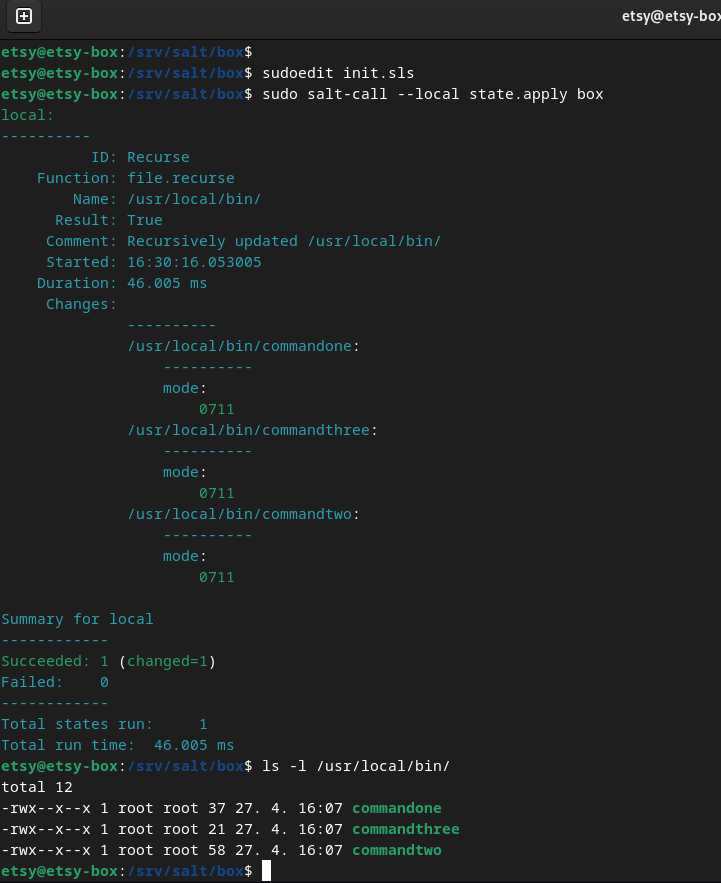 etsy@etsy-box
etsy@etsy-box:/srv/salt/box$
etsy@etsy-box:/srv/salt/box$ sudoedit init.sls
etsy@etsy-box:/srv/salt/box$ sudo salt-call --local state.apply box
local:
----------
          ID: Recurse
    Function: file.recurse
        Name: /usr/local/bin/
      Result: True
     Comment: Recursively updated /usr/local/bin/
     Started: 16:30:16.053005
    Duration: 46.005 ms
     Changes:
              ----------
              /usr/local/bin/commandone:
                  ----------
                  mode:
                      0711
              /usr/local/bin/commandthree:
                  ----------
                  mode:
                      0711
              /usr/local/bin/commandtwo:
                  ----------
                  mode:
                      0711
Summary for local
------------
Succeeded: 1 (changed=1)
Failed:    0
------------
Total states run:     1
Total run time:  46.005 ms
etsy@etsy-box:/srv/salt/box$ ls -l /usr/local/bin/
total 12
-rwx--x--x 1 root root 37 27. 4. 16:07 commandone
-rwx--x--x 1 root root 21 27. 4. 16:07 commandthree
-rwx--x--x 1 root root 58 27. 4. 16:07 commandtwo
etsy@etsy-box:/srv/salt/box$